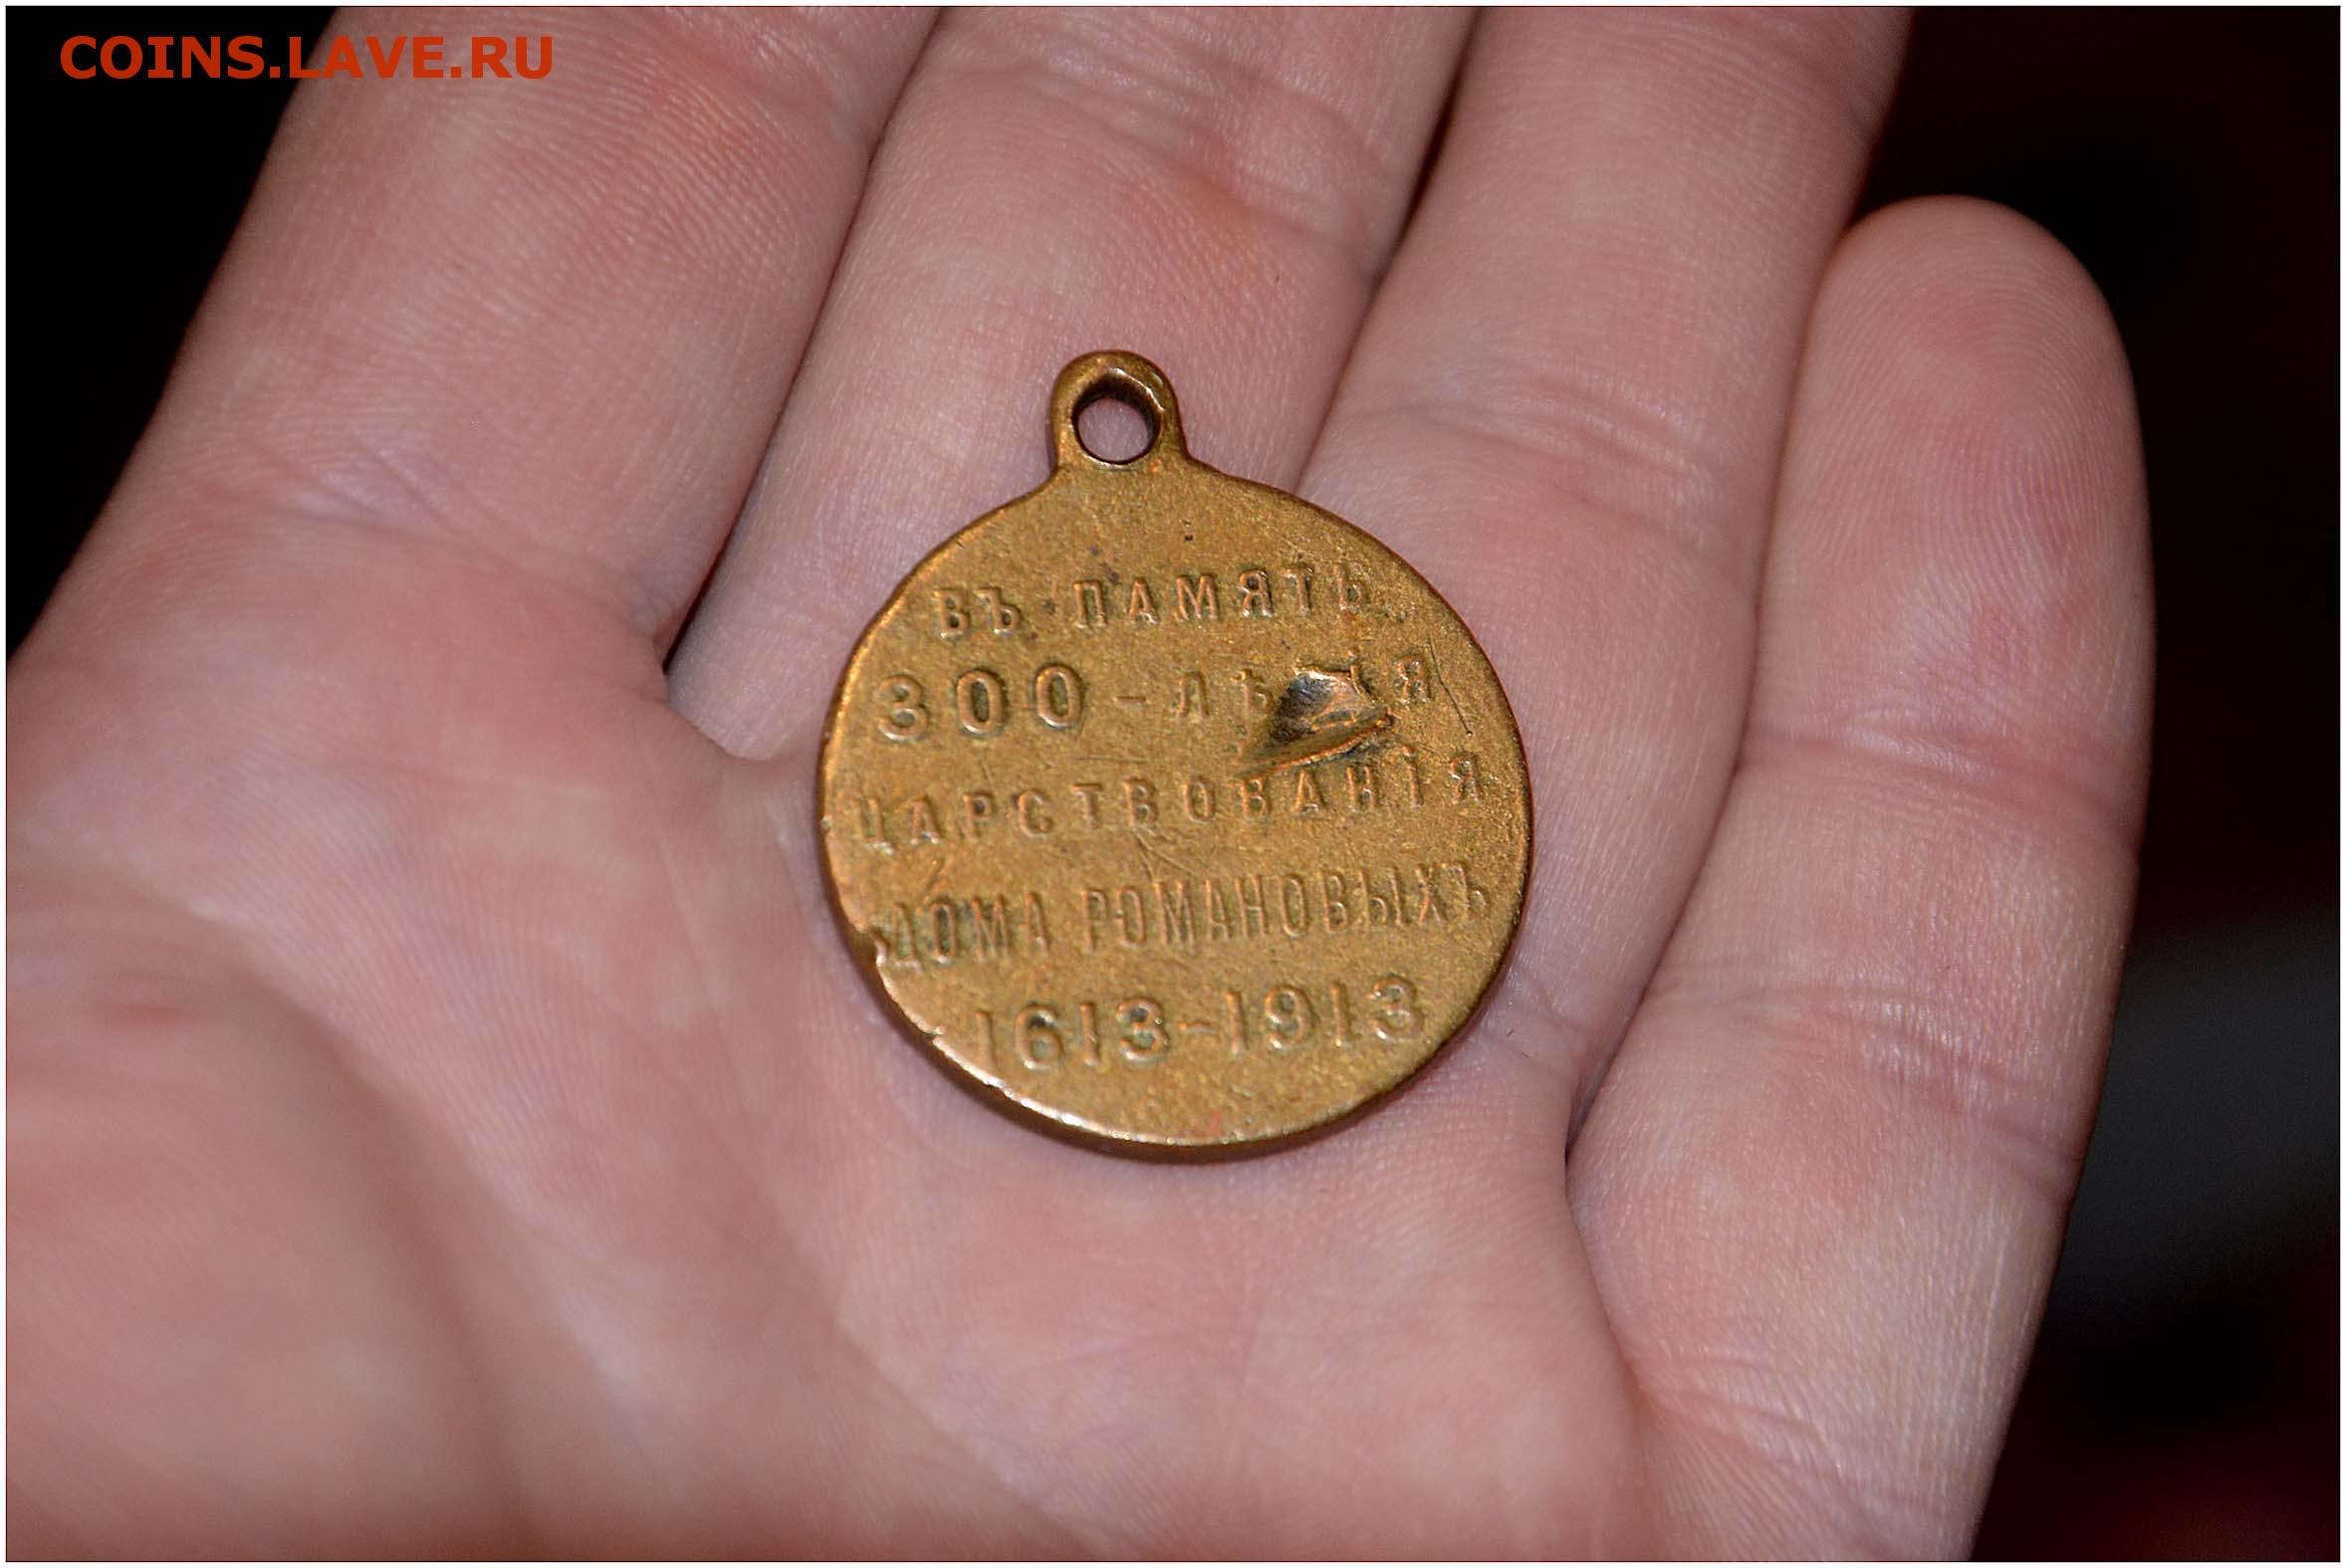 COINS.LAVE.RU
ВЪ ПАМЯТЬ
300-
ЦАРСТВОВАНІЯ
ДОМА РОМАНОВЫХЪ
1613-1913